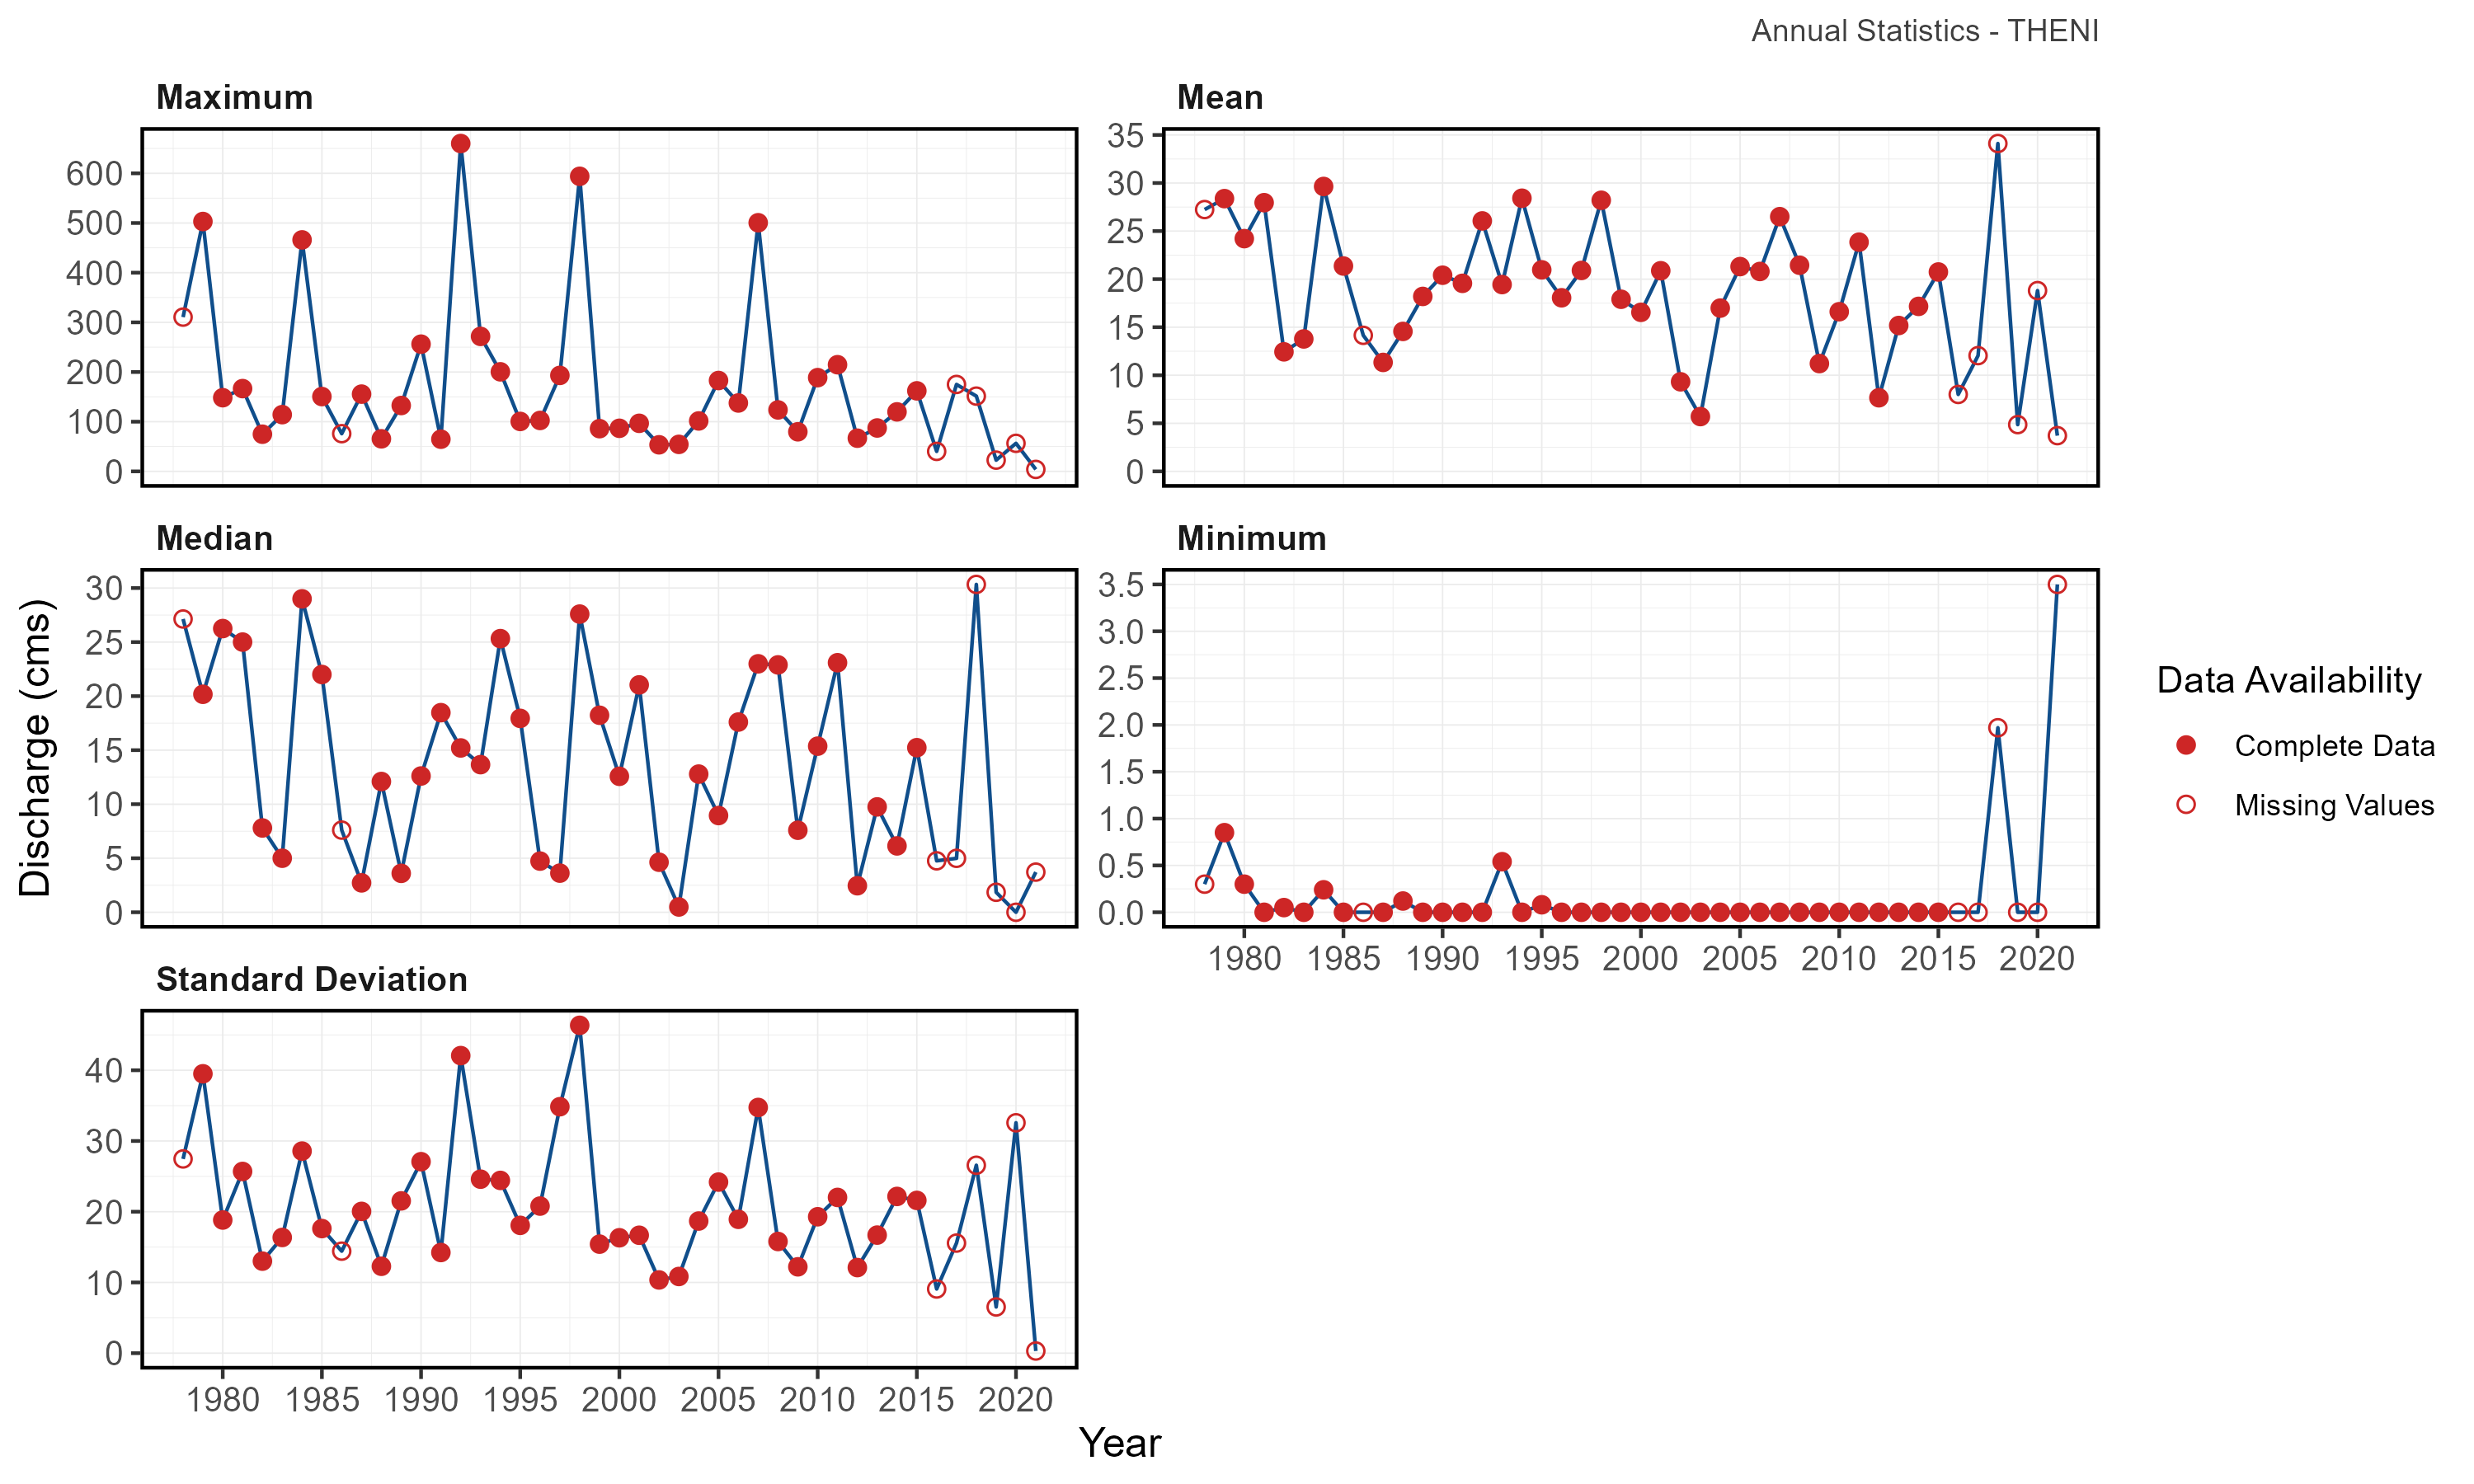 Annual Statistics - THENI
Maximum
Mean
600
500
400
300
200
100
0
35
30
25
20
15
10
5
0
Median
Minimum
30
25
20
15
10
5
0
3.5
3.0
2.5
2.0
1.5
1.0
0.5
0.0
1980 1985 1990 1995 2000 2005 2010 2015 2020
Standard Deviation
40
30
20
10
0
1980 1985 1990 1995 2000 2005 2010 2015 2020
Discharge (cms)
Year
Data Availability
Complete Data
Missing Values